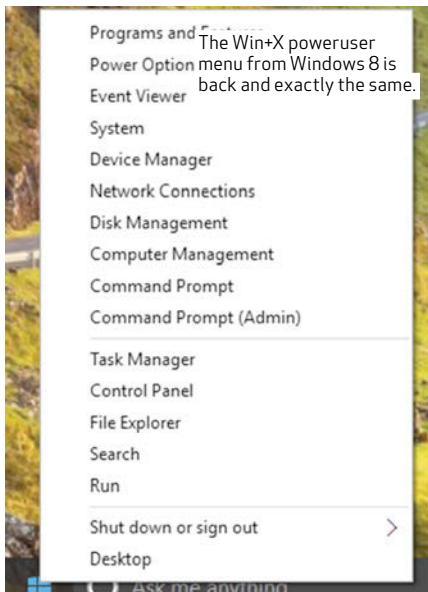 Programs and
The Win+X poweruser
menu from Windows 8 is
back and exactly the same.
Power Option
Event Viewer
System
Device Manager
Network Connections
Disk Management
Computer Management
Command Prompt
Command Prompt (Admin)
Task Manager
Control Panel
File Explorer
Search
Run
Shut down or sign out
Desktop
Ask me anything